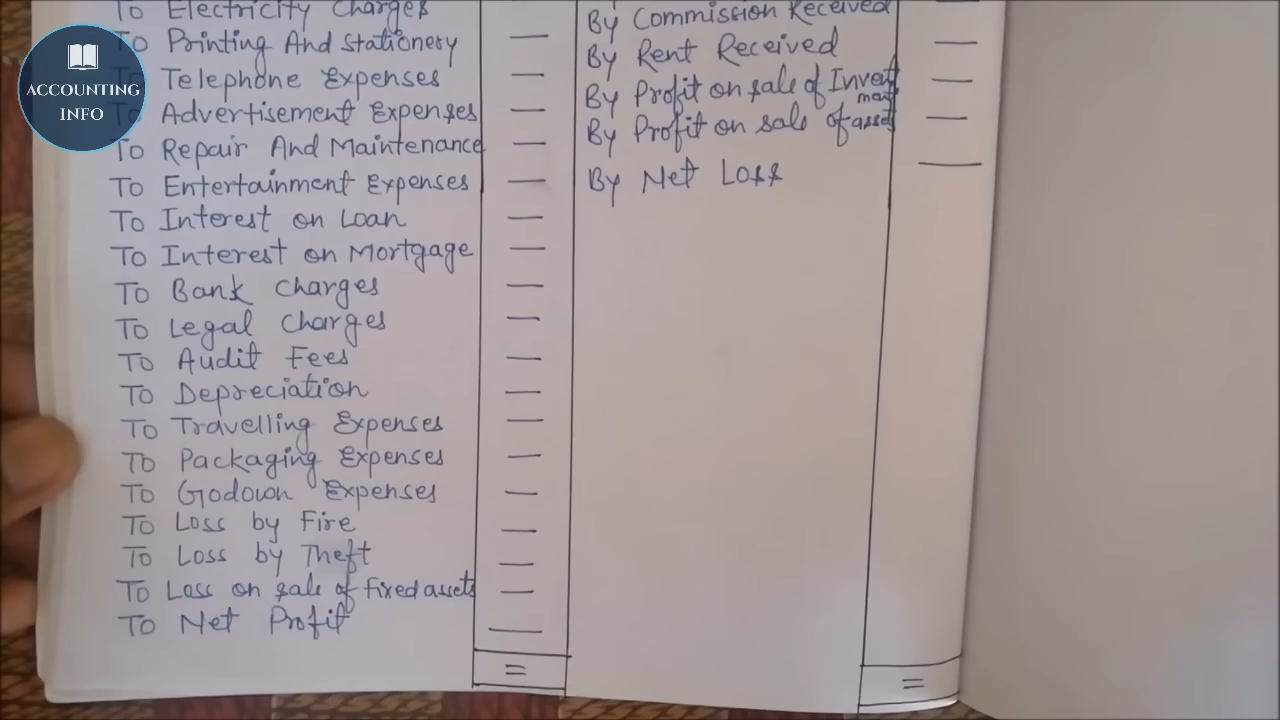 To Electricity Charges
To Printing And Stationery
To Telephone Expenses
To Advertisement Expenses
To Repair And Maintenance
To Entertainment Expenses
To Interest on Loan
To Interest on Mortgage
To Bank Charges
To Legal Charges
To Audit Fees
To Depreciation
To Travelling Expenses
To Packaging Expenses
To Godown Expenses
To Loss by Fire
To Loss by Theft
To Loss on sale of fixed assets
To Net Profit
By Commission Received
By Rent Received
By Profit on sale of Invest
ment
By Profit on sale of asset
By Net Loss
ACCOUNTING
INFO